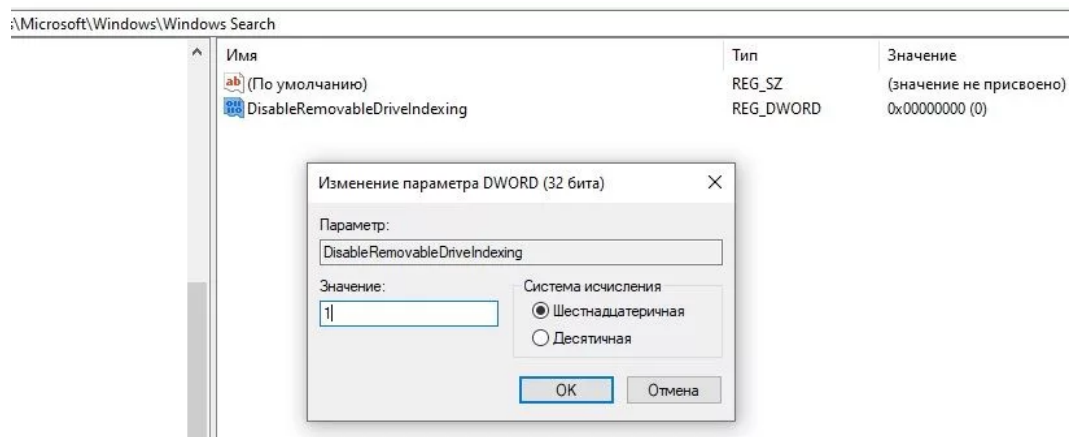 s\Microsoft\Windows\Windows Search
Имя Тип Значение
(По умолчанию) REG_SZ (значение не присвоено)
DisableRemovableDriveIndexing REG_DWORD 0x00000000 (0)
Изменение параметра DWORD (32 бита)
Параметр:
DisableRemovableDriveIndexing
Значение: Система исчисления
1 Шестнадцатеричная
Десятичная
OK Отмена